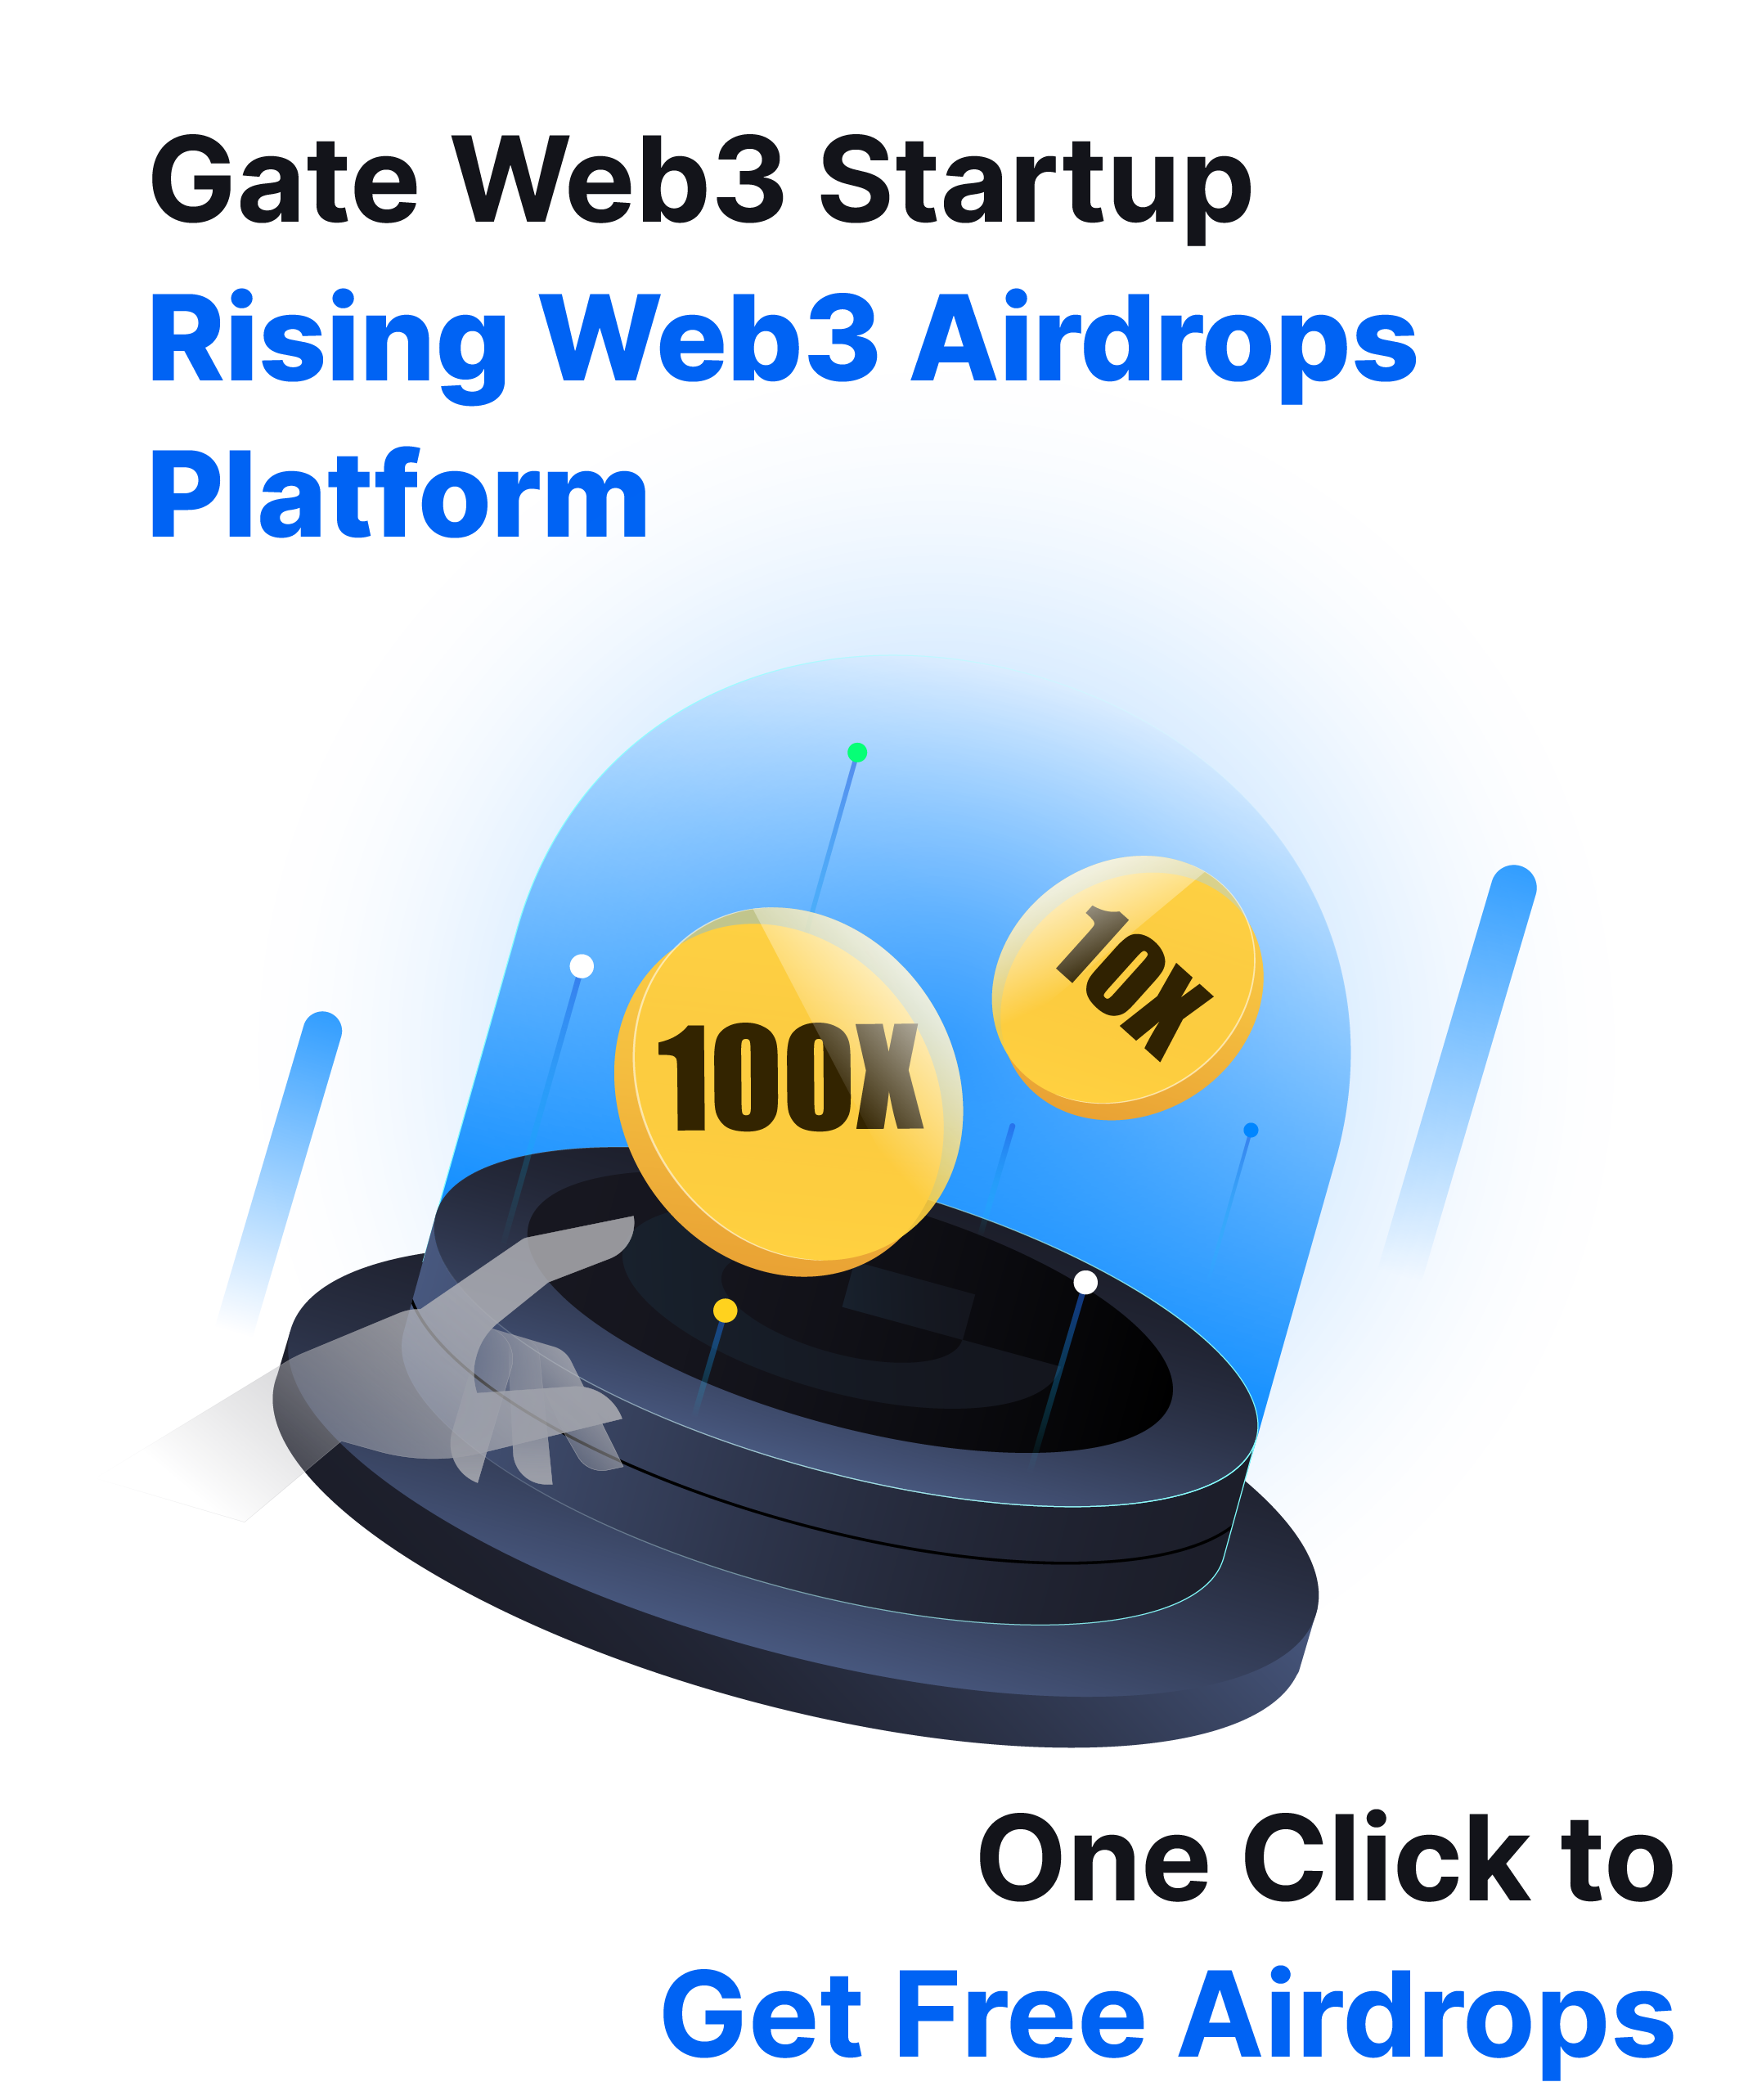 Gate Web3 Startup
Rising Web3 Airdrops
Platform
10X
100X
One Click to
Get Free Airdrops